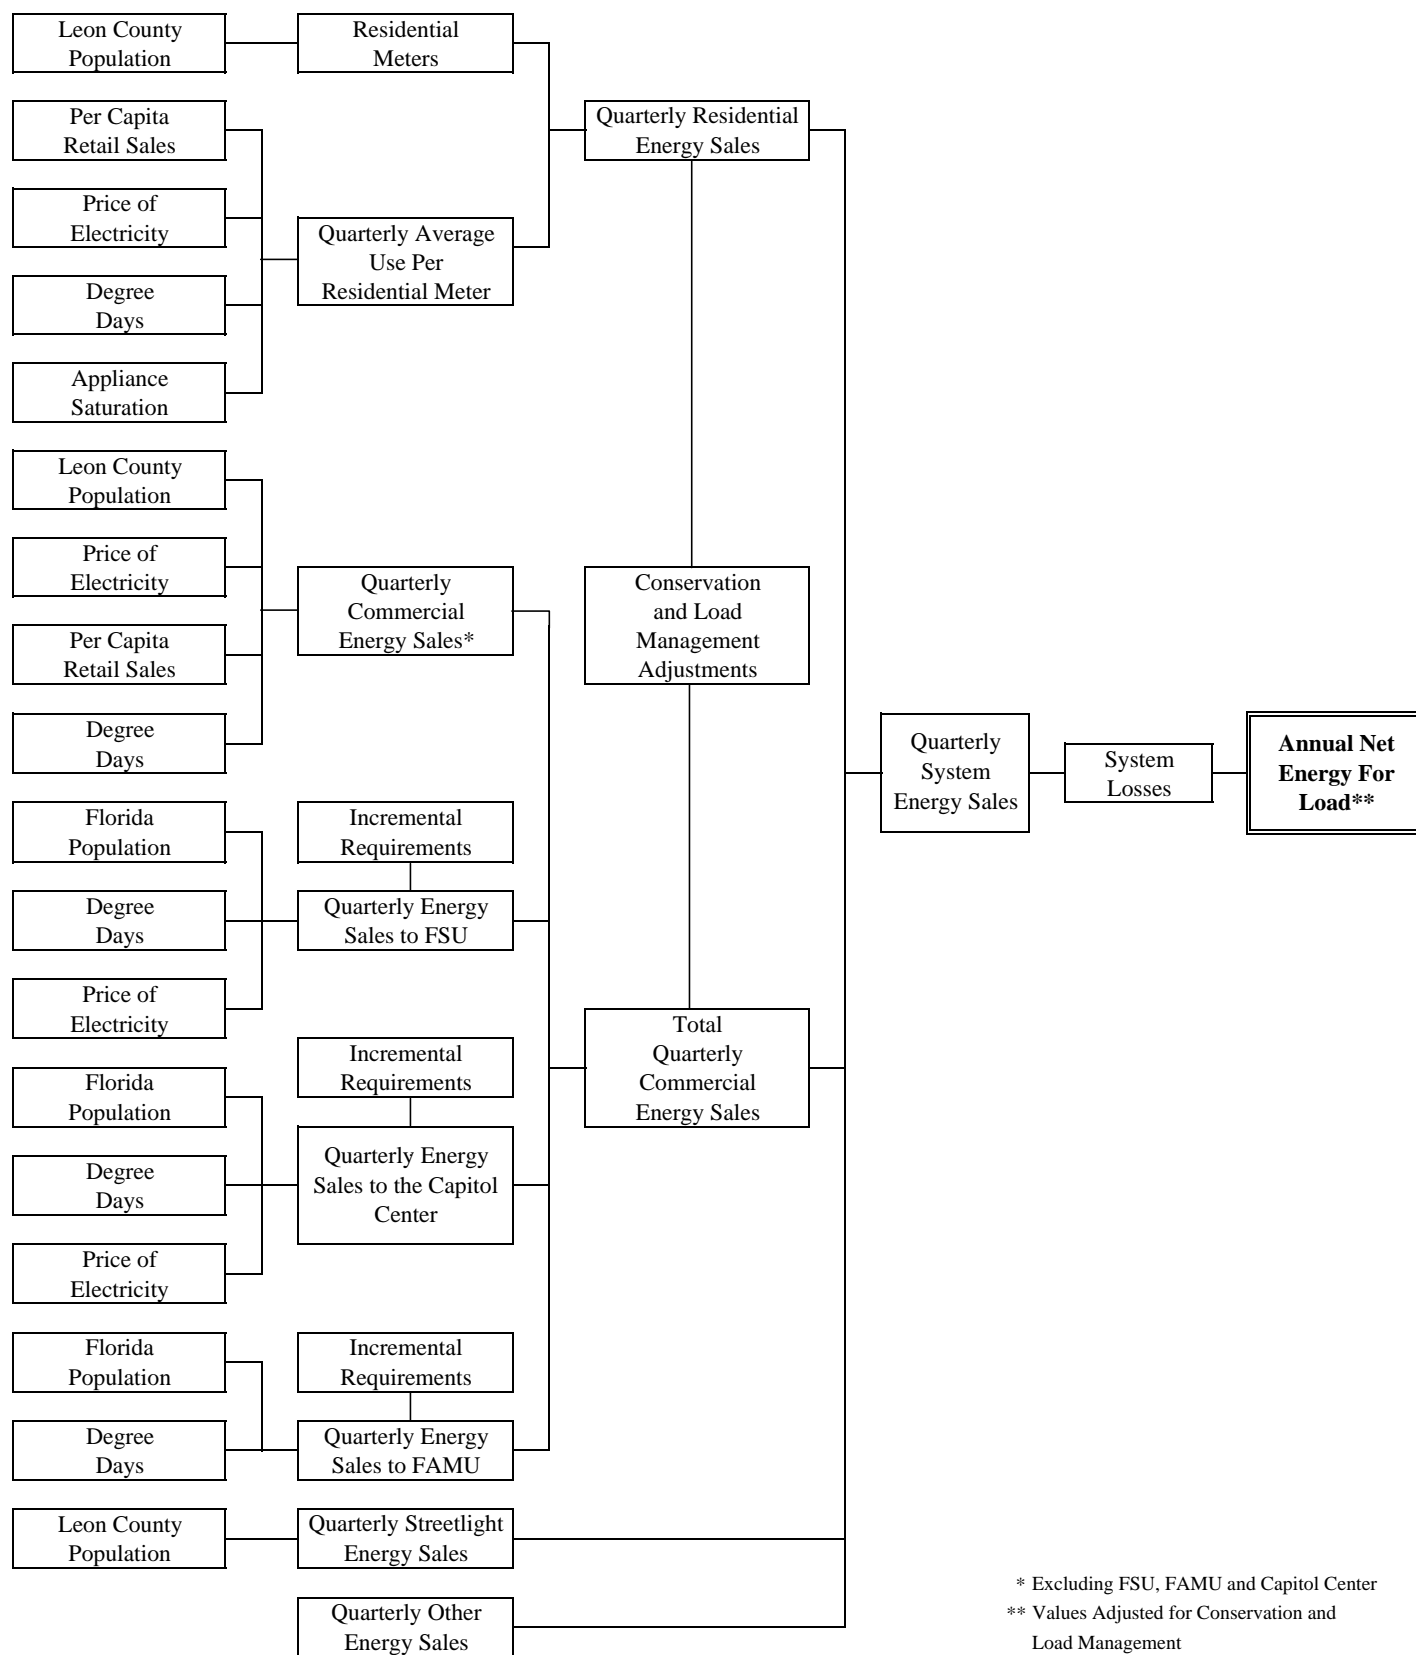 Leon County
Population
Residential
Meters
Per Capita
Retail Sales
Quarterly Residential
Energy Sales
Price of
Electricity
Quarterly Average
Use Per
Residential Meter
Degree
Days
Appliance
Saturation
Leon County
Population
Price of
Electricity
Quarterly
Commercial
Energy Sales*
Conservation
and Load
Management
Adjustments
Per Capita
Retail Sales
Degree
Days
Quarterly
System
Energy Sales
System
Losses
Annual Net
Energy For
Load**
Florida
Population
Incremental
Requirements
Degree
Days
Quarterly Energy
Sales to FSU
Price of
Electricity
Total
Quarterly
Commercial
Energy Sales
Incremental
Requirements
Florida
Population
Degree
Days
Quarterly Energy
Sales to the Capitol
Center
Price of
Electricity
Florida
Population
Incremental
Requirements
Degree
Days
Quarterly Energy
Sales to FAMU
Leon County
Population
Quarterly Streetlight
Energy Sales
Quarterly Other
Energy Sales
* Excluding FSU, FAMU and Capitol Center
** Values Adjusted for Conservation and
Load Management